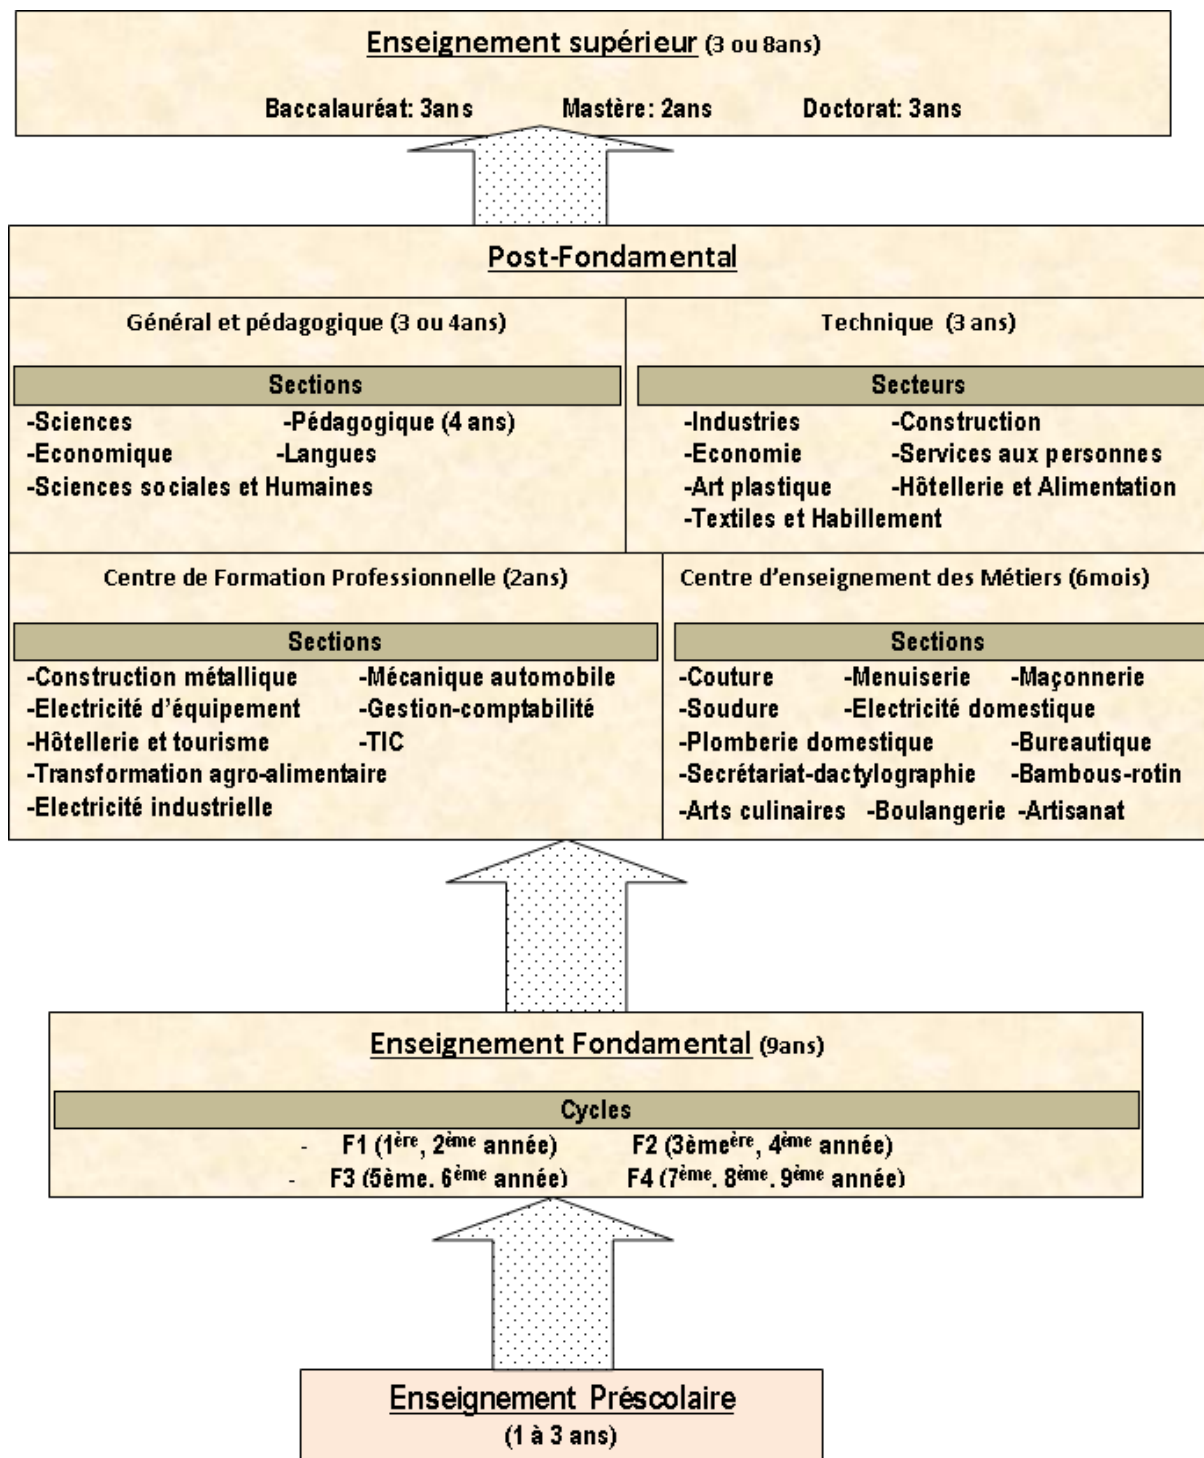 Enseignement supérieur (3 ou 8ans)
Baccalauréat: 3ans Mastère: 2ans Doctorat: 3ans
Post-Fondamental
Général et pédagogique (3 ou 4ans)
Sections
-Sciences -Pédagogique (4 ans)
-Economique -Langues
-Sciences sociales et Humaines
Technique (3 ans)
Secteurs
-Industries -Construction
-Economie -Services aux personnes
-Art plastique -Hôtellerie et Alimentation
-Textiles et Habillement
Centre de Formation Professionnelle (2ans)
Sections
-Construction métallique -Mécanique automobile
-Electricité d'équipement -Gestion-comptabilité
-Hôtellerie et tourisme -TIC
-Transformation agro-alimentaire
-Electricité industrielle
Centre d'enseignement des Métiers (6mois)
Sections
-Couture -Menuiserie -Maçonnerie
-Soudure -Electricité domestique
-Plomberie domestique -Bureautique
-Secrétariat-dactylographie -Bambous-rotin
-Arts culinaires -Boulangerie -Artisanat
Enseignement Fondamental (9ans)
Cycles
- F1 (1ère, 2ème année) F2 (3èmeère, 4ème année)
- F3 (5ème, 6ème année) F4 (7ème, 8ème, 9ème année)
Enseignement Préscolaire
(1 à 3 ans)